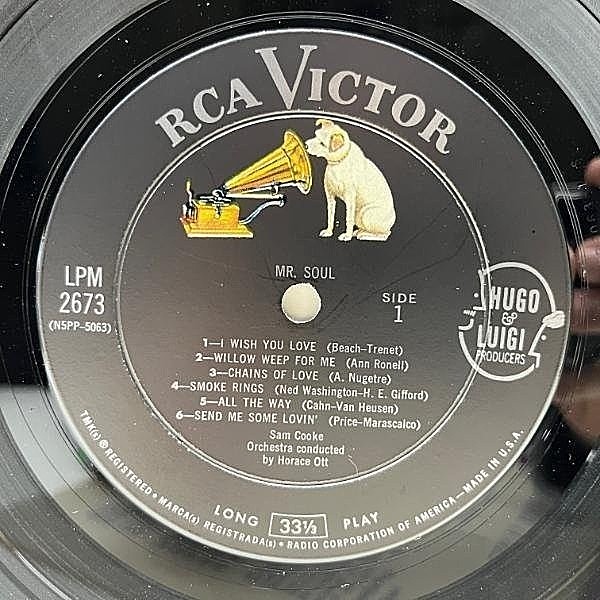 RCA VICTOR
MR. SOUL
LPM
2673
(N5PP-5063)
SIDE
1
HUGO
&
LUIGI
PRODUCERS
1—I WISH YOU LOVE (Beach-Trenet)
2—WILLOW WEEP FOR ME (Ann Ronell)
3—CHAINS OF LOVE (A. Nugetre)
4—SMOKE RINGS (Ned Washington-H. E. Gifford)
5—ALL THE WAY (Cahn-Van Heusen)
6—SEND ME SOME LOVIN' (Price-Marascalco)
Sam Cooke
Orchestra conducted
by Horace Ott
LONG 33⅓ PLAY
TMK(s) ® REGISTERED • MARCA(s) REGISTRADA(s) • RADIO CORPORATION OF AMERICA—MADE IN U.S.A.